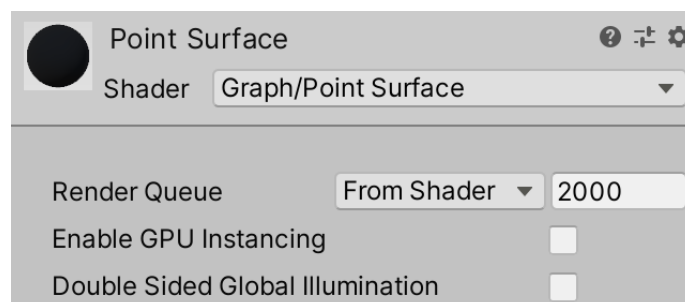 Point Surface
Shader Graph/Point Surface
Render Queue From Shader 2000
Enable GPU Instancing
Double Sided Global Illumination